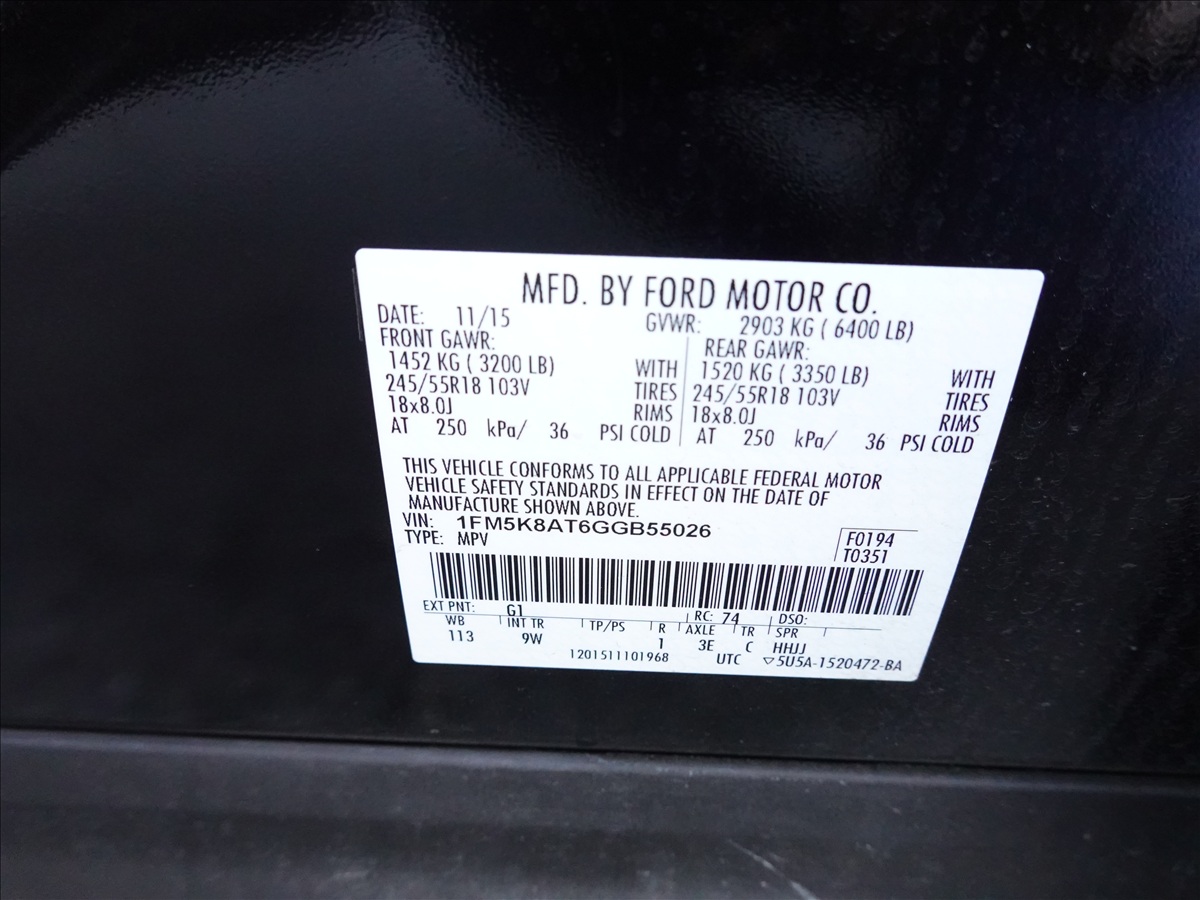 MFD. BY FORD MOTOR CO.
DATE: 11/15 GVWR: 2903 KG ( 6400 LB)
FRONT GAWR: REAR GAWR:
1452 KG ( 3200 LB) WITH 1520 KG ( 3350 LB) WITH
245/55R18 103V TIRES 245/55R18 103V TIRES
18x8.0J RIMS 18x8.0J RIMS
AT 250 kPa/ 36 PSI COLD AT 250 kPa/ 36 PSI COLD
THIS VEHICLE CONFORMS TO ALL APPLICABLE FEDERAL MOTOR
VEHICLE SAFETY STANDARDS IN EFFECT ON THE DATE OF
MANUFACTURE SHOWN ABOVE.
VIN: 1FM5K8AT6GGB55026 F0194
TYPE: MPV T0351
EXT PNT: G1 RC: 74 DSO:
WB INT TR TP/PS R AXLE TR SPR
113 9W 1 3E C HHJJ
1201511101968 UTC ▽5U5A-1520472-BA